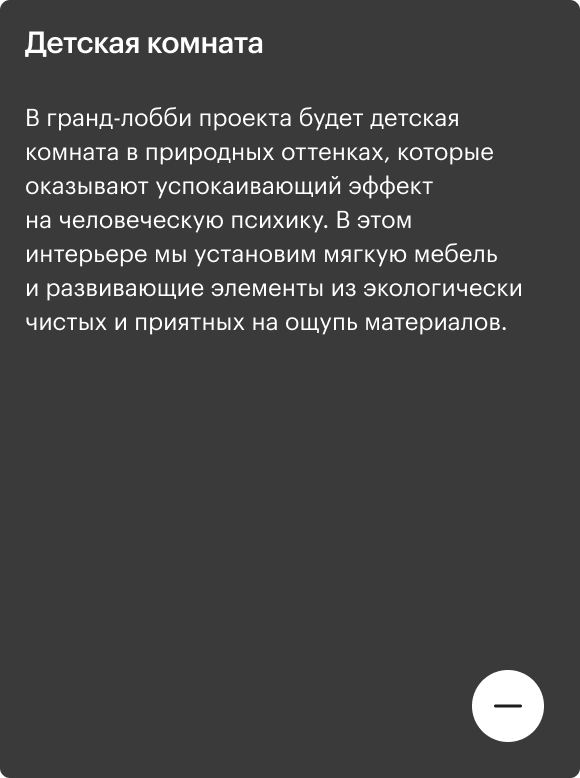 Детская комната
В гранд-лобби проекта будет детская
комната в природных оттенках, которые
оказывают успокаивающий эффект
на человеческую психику. В этом
интерьере мы установим мягкую мебель
и развивающие элементы из экологически
чистых и приятных на ощупь материалов.